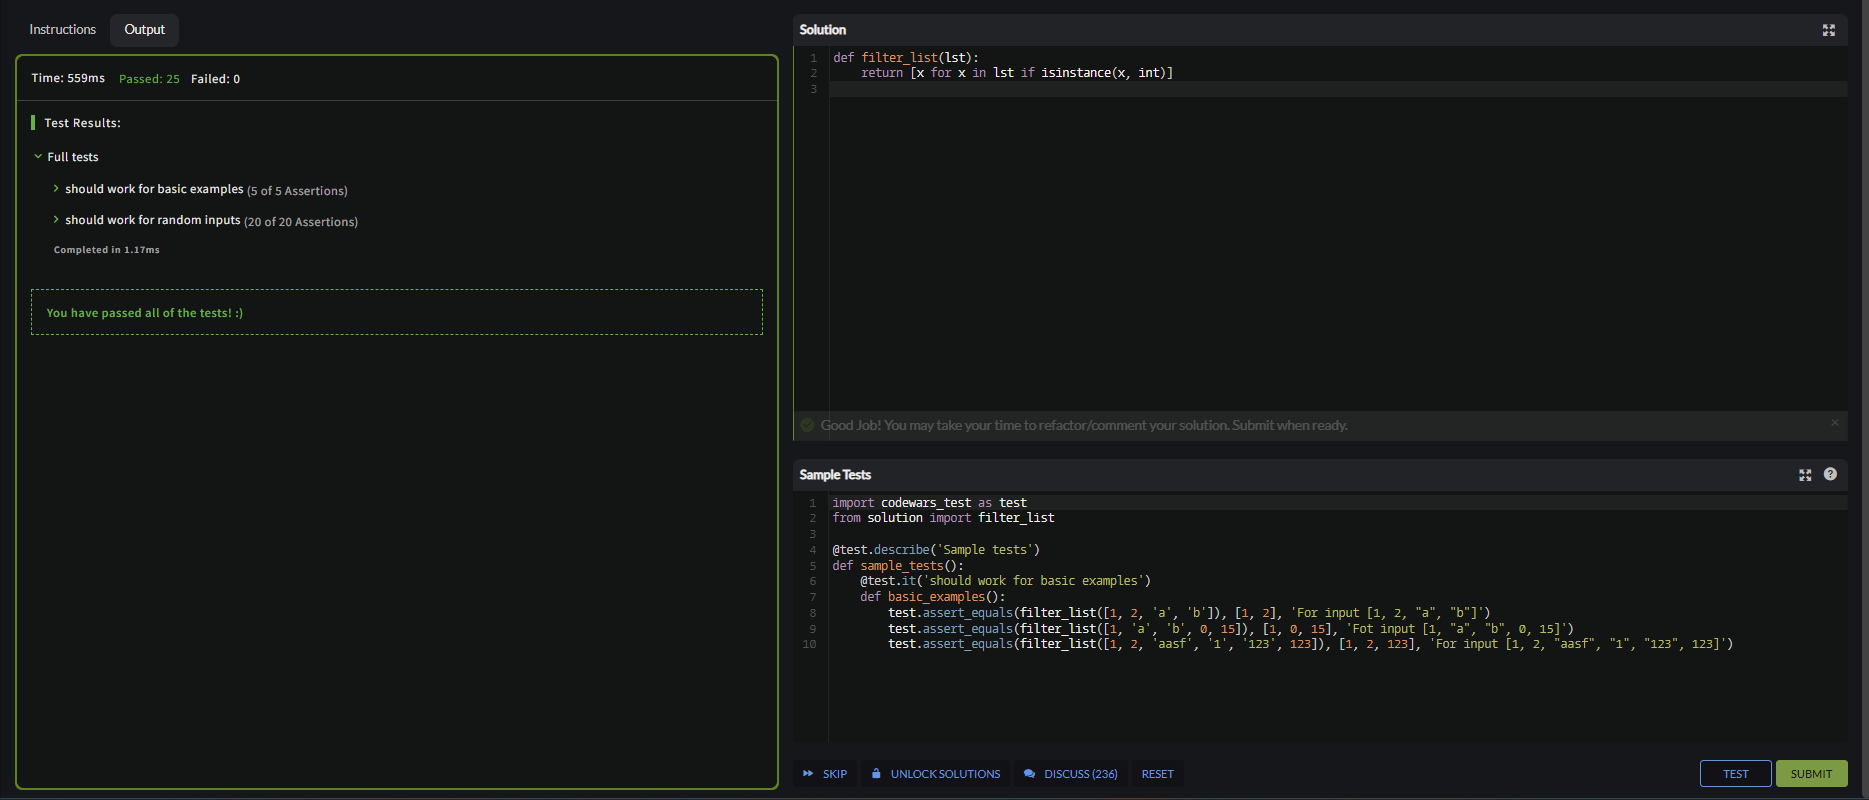 Instructions
Output
Time: 559ms Passed: 25 Failed: 0
Test Results:
Full tests
should work for basic examples (5 of 5 Assertions)
should work for random inputs (20 of 20 Assertions)
Completed in 1.17ms
You have passed all of the tests! :)
Solution
1 def filter_list(lst):
2     return [x for x in lst if isinstance(x, int)]
3
Good Job! You may take your time to refactor/comment your solution. Submit when ready.
Sample Tests
1 import codewars_test as test
2 from solution import filter_list
3
4 @test.describe('Sample tests')
5 def sample_tests():
6     @test.it('should work for basic examples')
7     def basic_examples():
8         test.assert_equals(filter_list([1, 2, 'a', 'b']), [1, 2], 'For input [1, 2, "a", "b"]')
9         test.assert_equals(filter_list([1, 'a', 'b', 0, 15]), [1, 0, 15], 'Fot input [1, "a", "b", 0, 15]')
10         test.assert_equals(filter_list([1, 2, 'aasf', '1', '123', 123]), [1, 2, 123], 'For input [1, 2, "aasf", "1", "123", 123]')
SKIP
UNLOCK SOLUTIONS
DISCUSS (236)
RESET
TEST
SUBMIT